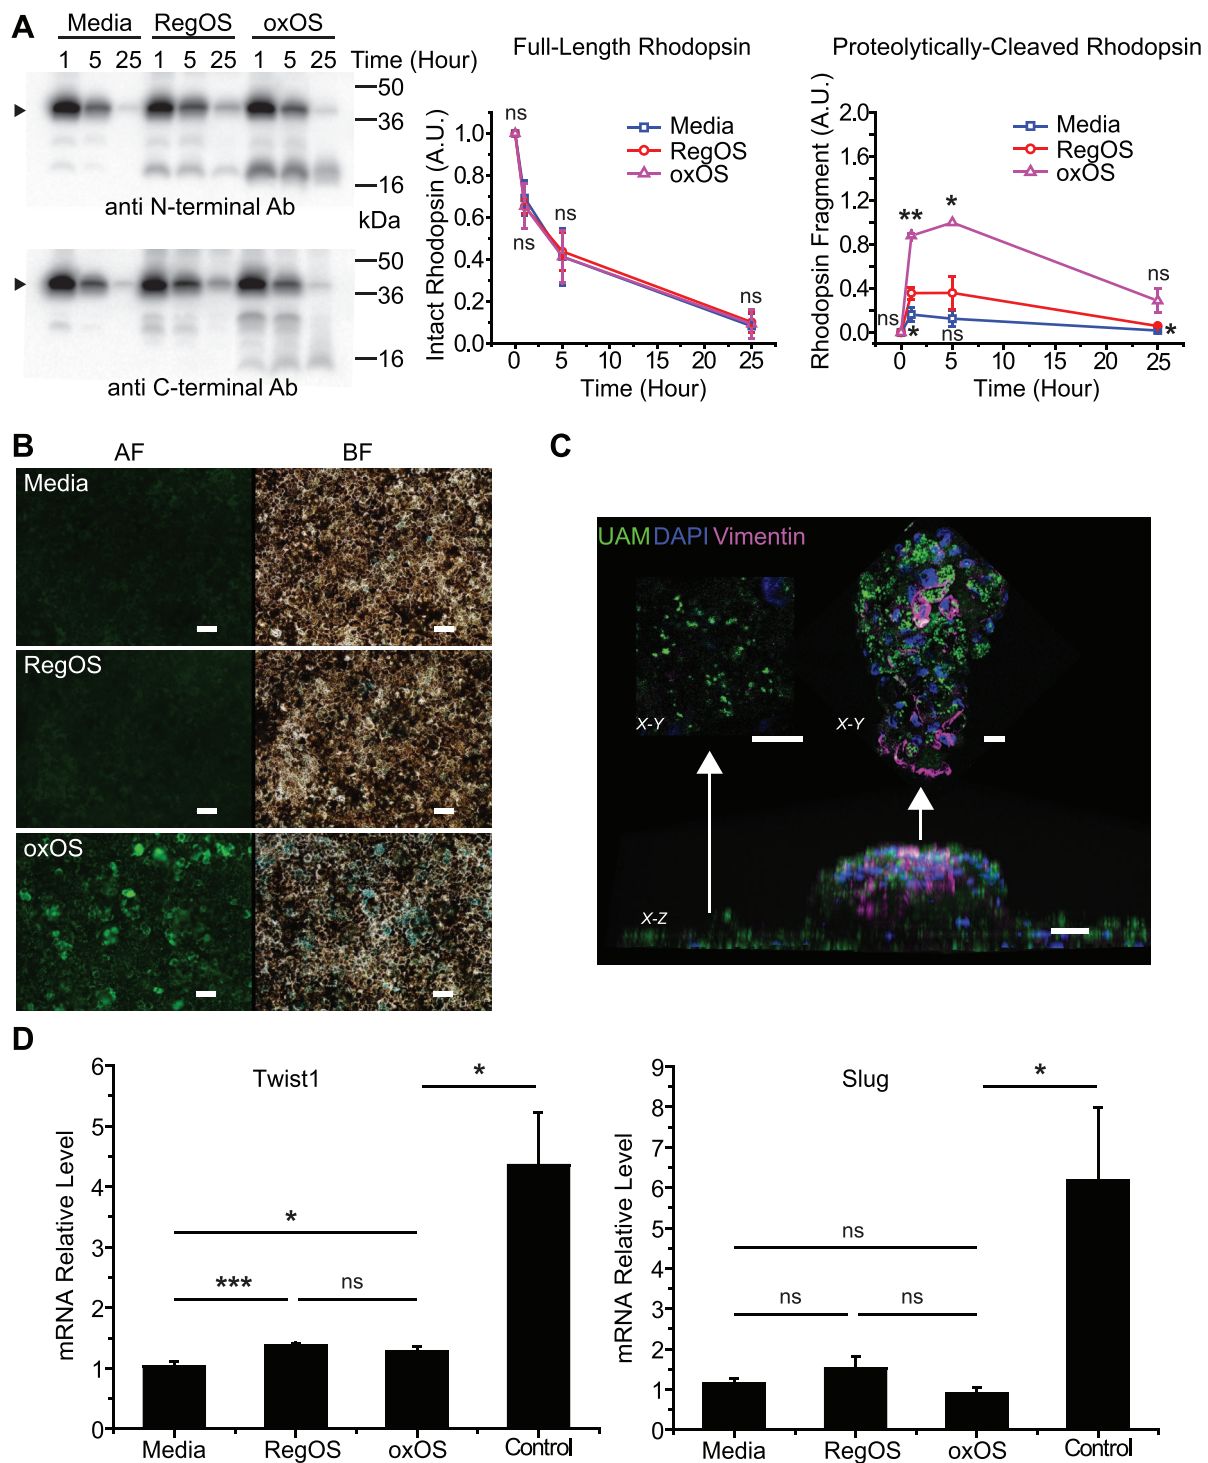 A
Media RegOS oxOS
1 5 25 1 5 25 1 5 25 Time (Hour)
50
36
16
anti N-terminal Ab
kDa
50
36
16
anti C-terminal Ab
Full-Length Rhodopsin
Intact Rhodopsin (A.U.)
1.0
0.8
0.6
0.4
0.2
0.0
ns
ns
ns
ns
Media
RegOS
oxOS
0 5 10 15 20 25
Time (Hour)
Proteolytically-Cleaved Rhodopsin
Rhodopsin Fragment (A.U.)
2.0
1.6
1.2
0.8
0.4
0.0
Media
RegOS
oxOS
**
*
ns
ns
*
ns
*
0 5 10 15 20 25
Time (Hour)
B
AF BF
Media
RegOS
oxOS
C
UAM DAPI Vimentin
X-Y
X-Y
X-Z
D
Twist1
mRNA Relative Level
6
5
4
3
2
1
0
*
*
***
ns
Media RegOS oxOS Control
Slug
mRNA Relative Level
9
8
7
6
5
4
3
2
1
0
*
ns
ns
ns
Media RegOS oxOS Control